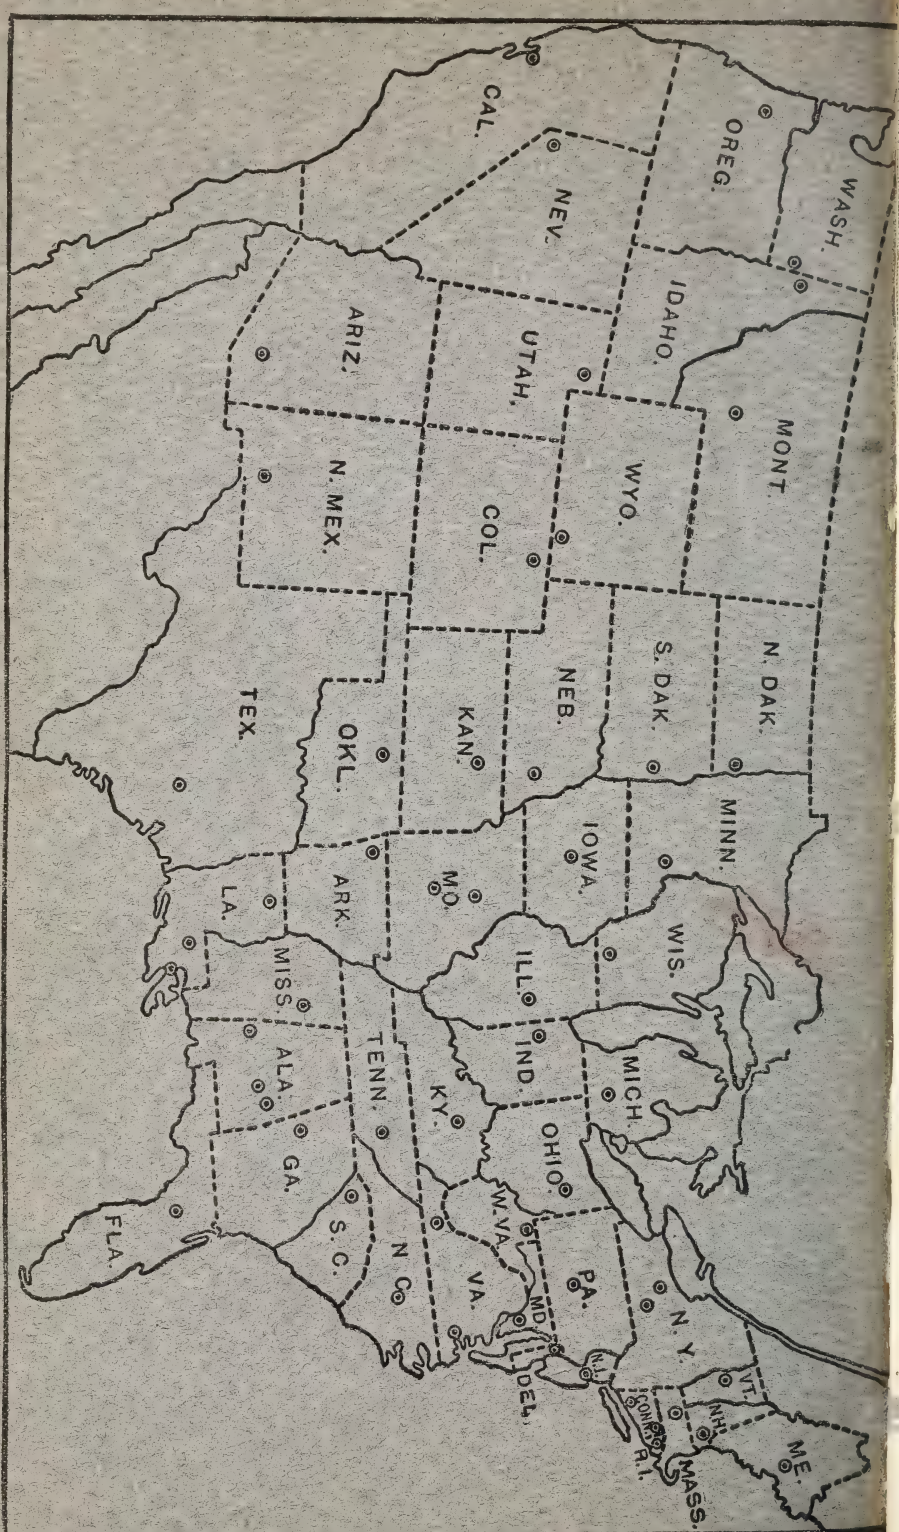 WASH.
OREG.
CAL.
NEV.
IDAHO.
MONT.
WYO.
UTAH.
ARIZ.
COL.
N. MEX.
N. DAK.
S. DAK.
NEB.
KAN.
OKL.
TEX.
MINN.
IOWA.
MO.
ARK.
LA.
WIS.
ILL.
MICH.
IND.
OHIO.
KY.
TENN.
MISS.
ALA.
GA.
FLA.
S. C.
N C.
VA.
W. VA.
MD.
DEL.
PA.
N.J.
N. Y.
CONN.
R.I.
MASS.
VT.
N.H.
ME.